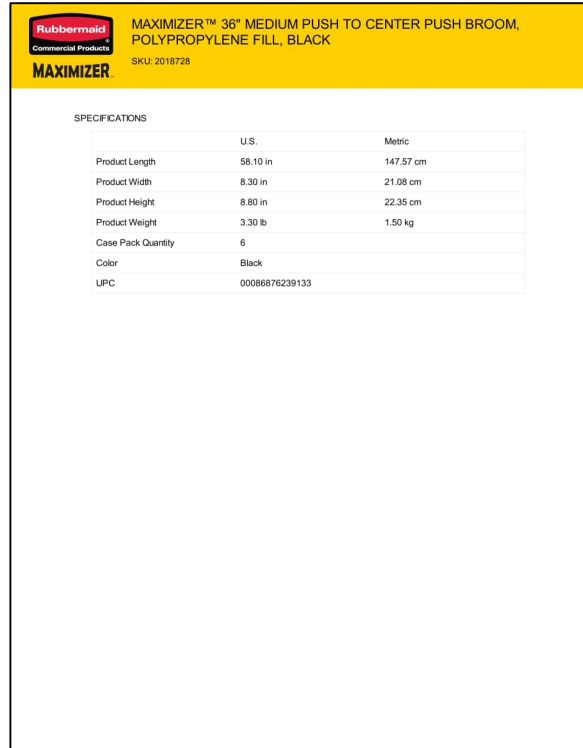 Rubbermaid
Commercial Products
MAXIMIZER™
MAXIMIZER™ 36" MEDIUM PUSH TO CENTER PUSH BROOM,
POLYPROPYLENE FILL, BLACK
SKU: 2018728
SPECIFICATIONS
U.S. Metric
Product Length 58.10 in 147.57 cm
Product Width 8.30 in 21.08 cm
Product Height 8.80 in 22.35 cm
Product Weight 3.30 lb 1.50 kg
Case Pack Quantity 6
Color Black
UPC 00086876239133